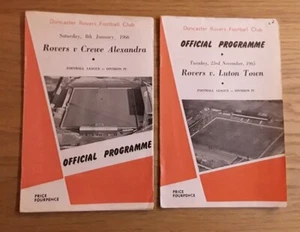 Doncaster Rovers Football Club
Saturday, 8th January, 1966
Rovers v Crewe Alexandra
FOOTBALL LEAGUE — DIVISION IV
OFFICIAL PROGRAMME
PRICE
FOURPENCE
Doncaster Rovers Football Club
OFFICIAL PROGRAMME
Tuesday, 23rd November, 1965
Rovers v. Luton Town
FOOTBALL LEAGUE — DIVISION IV
PRICE
FOURPENCE